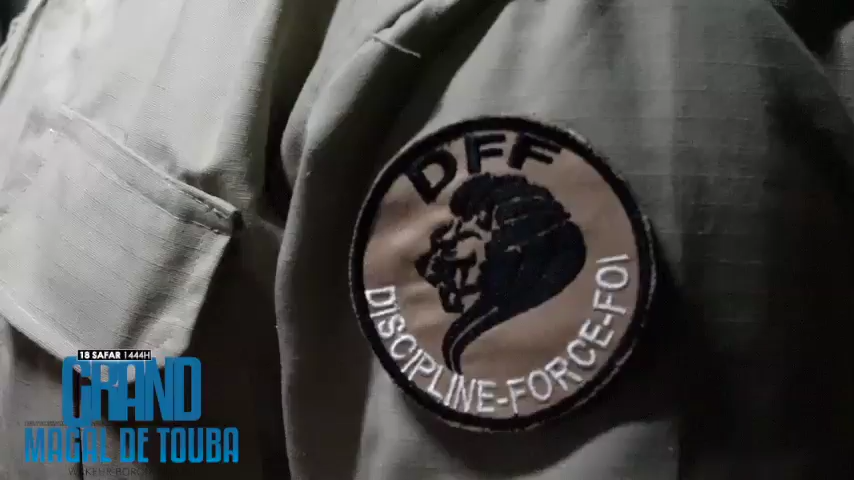 DFF
DISCIPLINE-FORCE-FOI
18 SAFAR 1444H
GRAND
MAGAL DE TOUBA